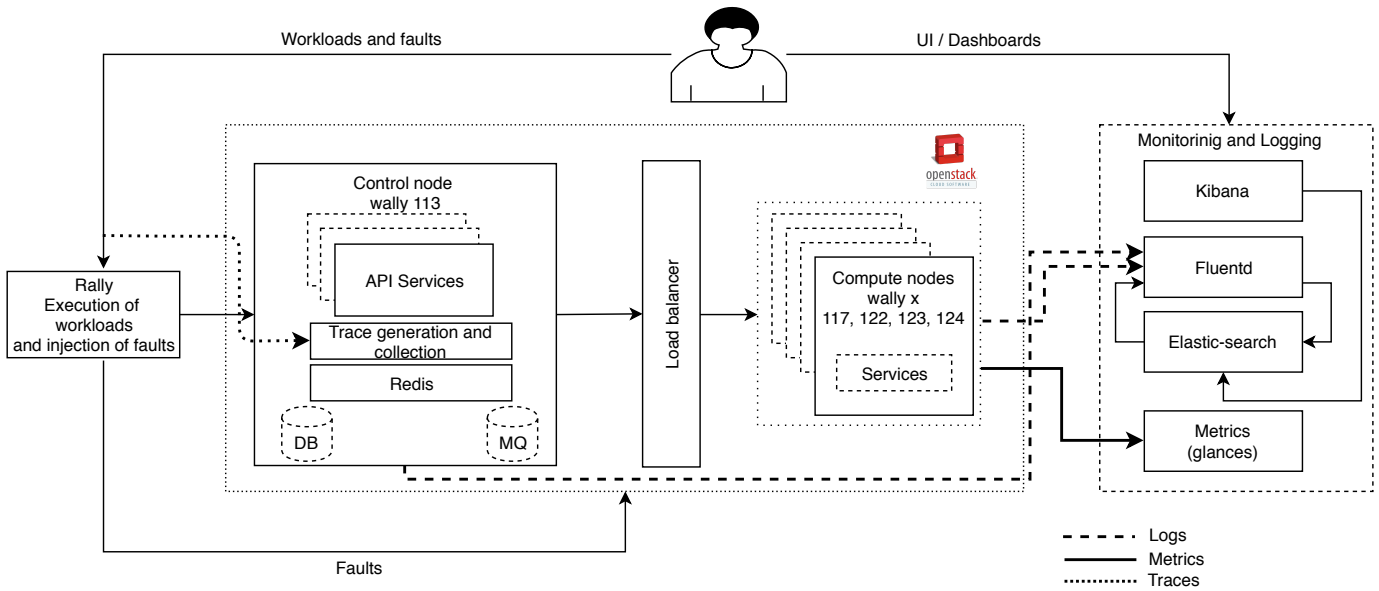 Workloads and faults
UI / Dashboards
openstack
CLOUD SOFTWARE
Monitorinig and Logging
Control node
wally 113
API Services
Trace generation and
collection
Redis
DB
MQ
Rally
Execution of
workloads
and injection of faults
Load balancer
Compute nodes
wally x
117, 122, 123, 124
Services
Kibana
Fluentd
Elastic-search
Metrics
(glances)
Faults
Logs
Metrics
Traces